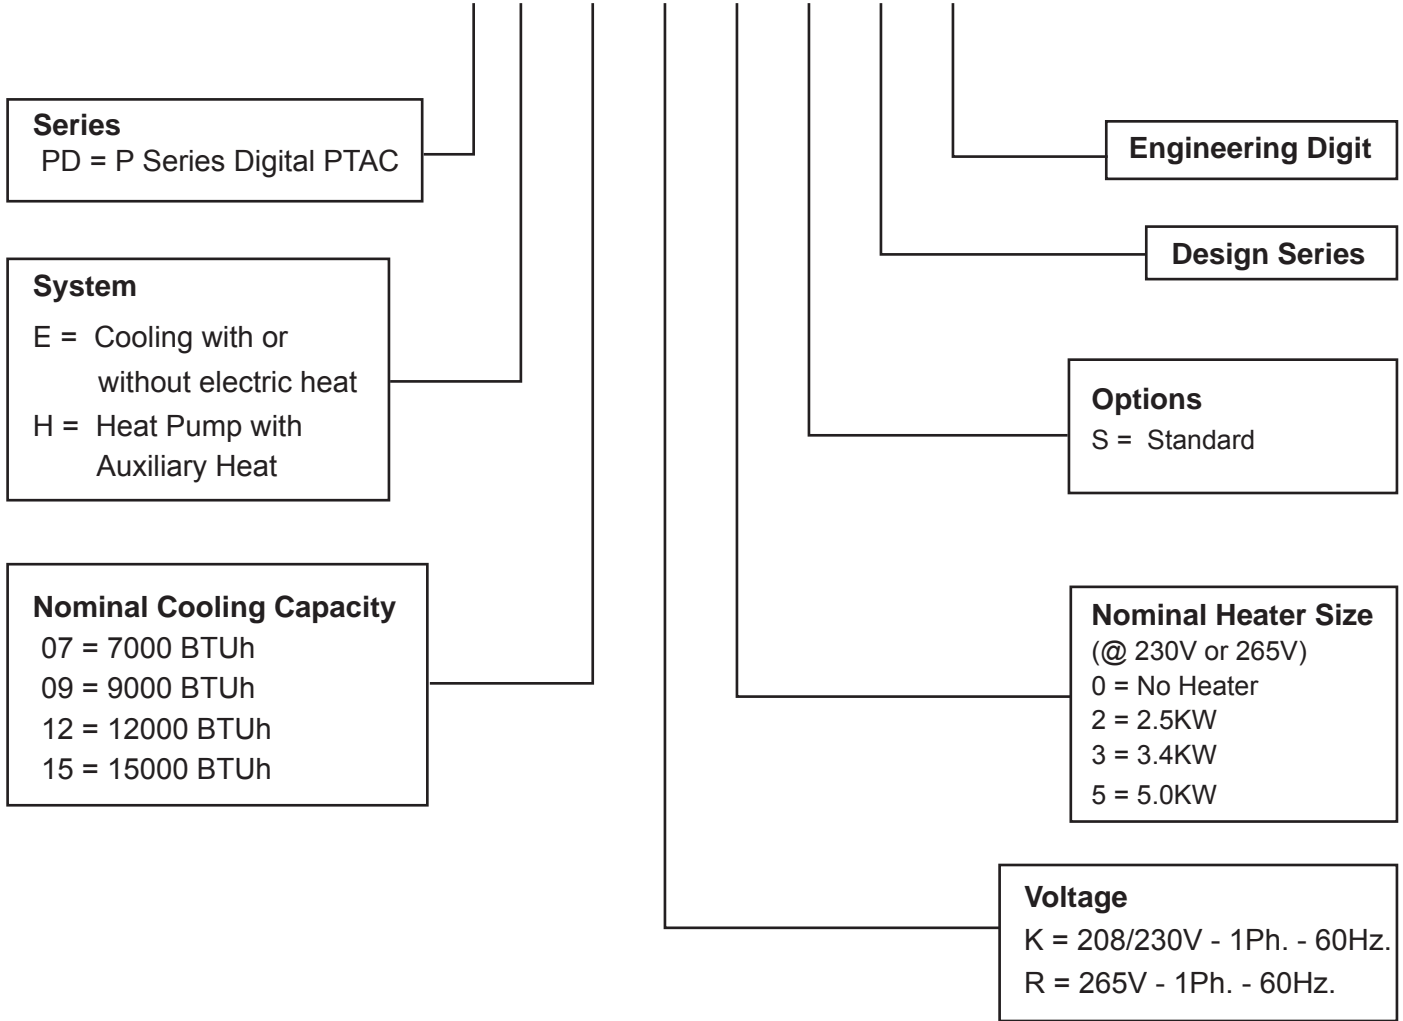 Series
PD = P Series Digital PTAC
System
E = Cooling with or
without electric heat
H = Heat Pump with
Auxiliary Heat
Nominal Cooling Capacity
07 = 7000 BTUh
09 = 9000 BTUh
12 = 12000 BTUh
15 = 15000 BTUh
Engineering Digit
Design Series
Options
S = Standard
Nominal Heater Size
(@ 230V or 265V)
0 = No Heater
2 = 2.5KW
3 = 3.4KW
5 = 5.0KW
Voltage
K = 208/230V - 1Ph. - 60Hz.
R = 265V - 1Ph. - 60Hz.